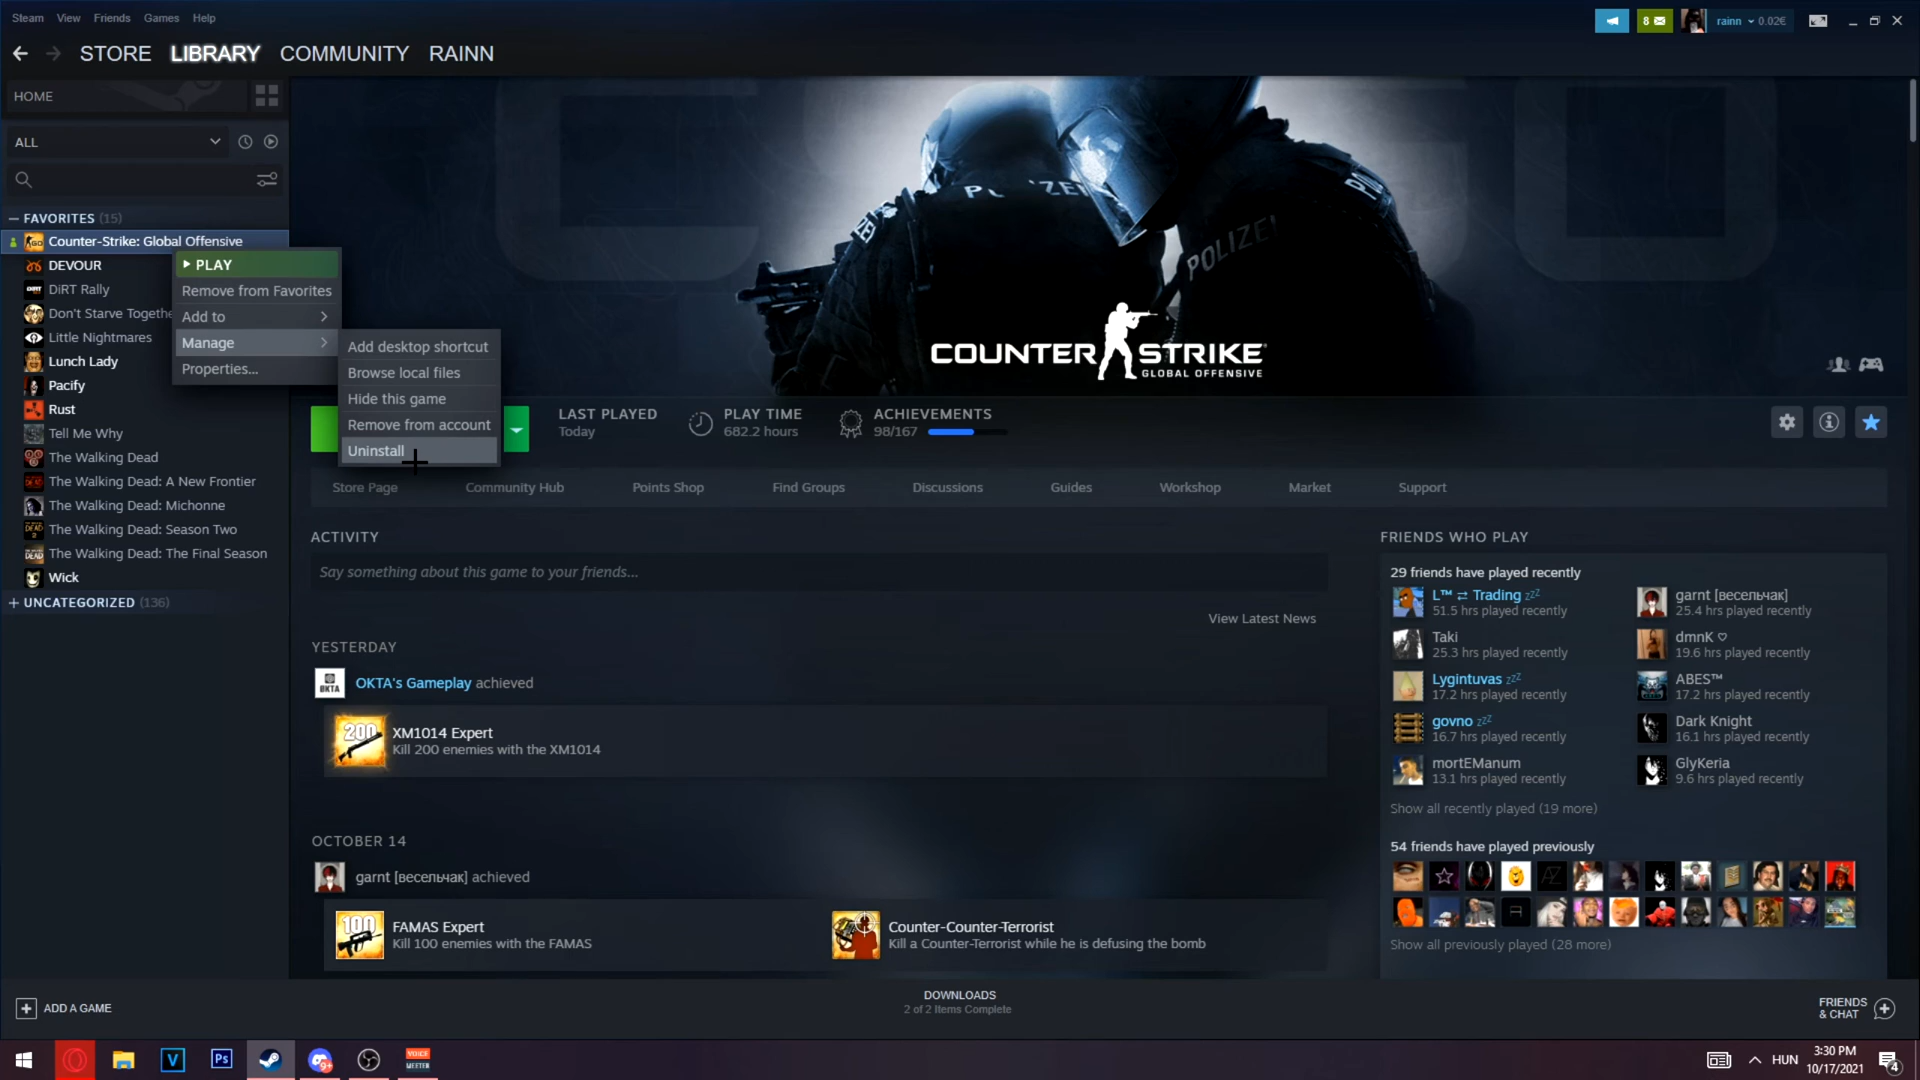 Steam View Friends Games Help
8
rainn 0.02€
STORE LIBRARY COMMUNITY RAINN
HOME
ALL
FAVORITES (15)
Counter-Strike: Global Offensive
DEVOUR
DiRT Rally
Don't Starve Togethe
Little Nightmares
Lunch Lady
Pacify
Rust
Tell Me Why
The Walking Dead
The Walking Dead: A New Frontier
The Walking Dead: Michonne
The Walking Dead: Season Two
The Walking Dead: The Final Season
Wick
UNCATEGORIZED (136)
PLAY
Remove from Favorites
Add to
Manage
Properties...
Add desktop shortcut
Browse local files
Hide this game
Remove from account
Uninstall
POLIZEI
COUNTER STRIKE
GLOBAL OFFENSIVE
LAST PLAYED
Today
PLAY TIME
682.2 hours
ACHIEVEMENTS
98/167
Store Page Community Hub Points Shop Find Groups Discussions Guides Workshop Market Support
ACTIVITY
Say something about this game to your friends...
View Latest News
YESTERDAY
OKTA's Gameplay achieved
200
XM1014 Expert
Kill 200 enemies with the XM1014
OCTOBER 14
garnt [весельчак] achieved
100
FAMAS Expert
Kill 100 enemies with the FAMAS
Counter-Counter-Terrorist
Kill a Counter-Terrorist while he is defusing the bomb
FRIENDS WHO PLAY
29 friends have played recently
L™ ⇄ Trading zzz
51.5 hrs played recently
garnt [весельчак]
25.4 hrs played recently
Taki
25.3 hrs played recently
dmnK ♡
19.6 hrs played recently
Lygintuvas zzz
17.2 hrs played recently
ABES™
17.2 hrs played recently
govno zzz
16.7 hrs played recently
Dark Knight
16.1 hrs played recently
mortEManum
13.1 hrs played recently
GlyKeria
9.6 hrs played recently
Show all recently played (19 more)
54 friends have played previously
Show all previously played (28 more)
ADD A GAME
DOWNLOADS
2 of 2 Items Complete
FRIENDS
& CHAT
V
Ps
9+
VOICE
MEETER
HUN
3:30 PM
10/17/2021
4